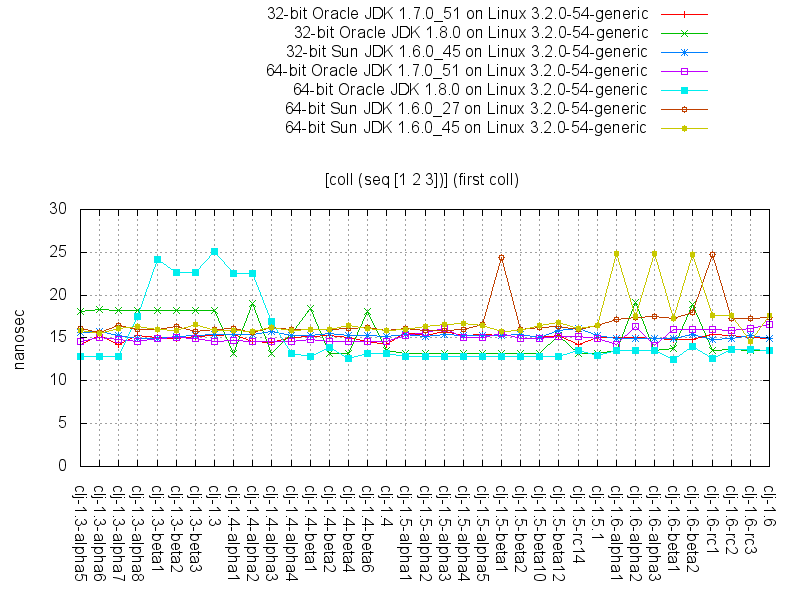 32-bit Oracle JDK 1.7.0_51 on Linux 3.2.0-54-generic
32-bit Oracle JDK 1.8.0 on Linux 3.2.0-54-generic
32-bit Sun JDK 1.6.0_45 on Linux 3.2.0-54-generic
64-bit Oracle JDK 1.7.0_51 on Linux 3.2.0-54-generic
64-bit Oracle JDK 1.8.0 on Linux 3.2.0-54-generic
64-bit Sun JDK 1.6.0_27 on Linux 3.2.0-54-generic
64-bit Sun JDK 1.6.0_45 on Linux 3.2.0-54-generic
[coll (seq [1 2 3])] (first coll)
30
25
20
15
10
5
0
nanosec
clj-1.3-alpha5
clj-1.3-alpha6
clj-1.3-alpha7
clj-1.3-alpha8
clj-1.3-beta1
clj-1.3-beta2
clj-1.3-beta3
clj-1.3
clj-1.4-alpha1
clj-1.4-alpha2
clj-1.4-alpha3
clj-1.4-alpha4
clj-1.4-beta1
clj-1.4-beta2
clj-1.4-beta4
clj-1.4-beta6
clj-1.4
clj-1.5-alpha1
clj-1.5-alpha2
clj-1.5-alpha3
clj-1.5-alpha4
clj-1.5-alpha5
clj-1.5-beta1
clj-1.5-beta2
clj-1.5-beta10
clj-1.5-beta12
clj-1.5-rc14
clj-1.5.1
clj-1.6-alpha1
clj-1.6-alpha2
clj-1.6-alpha3
clj-1.6-beta1
clj-1.6-beta2
clj-1.6-rc1
clj-1.6-rc2
clj-1.6-rc3
clj-1.6